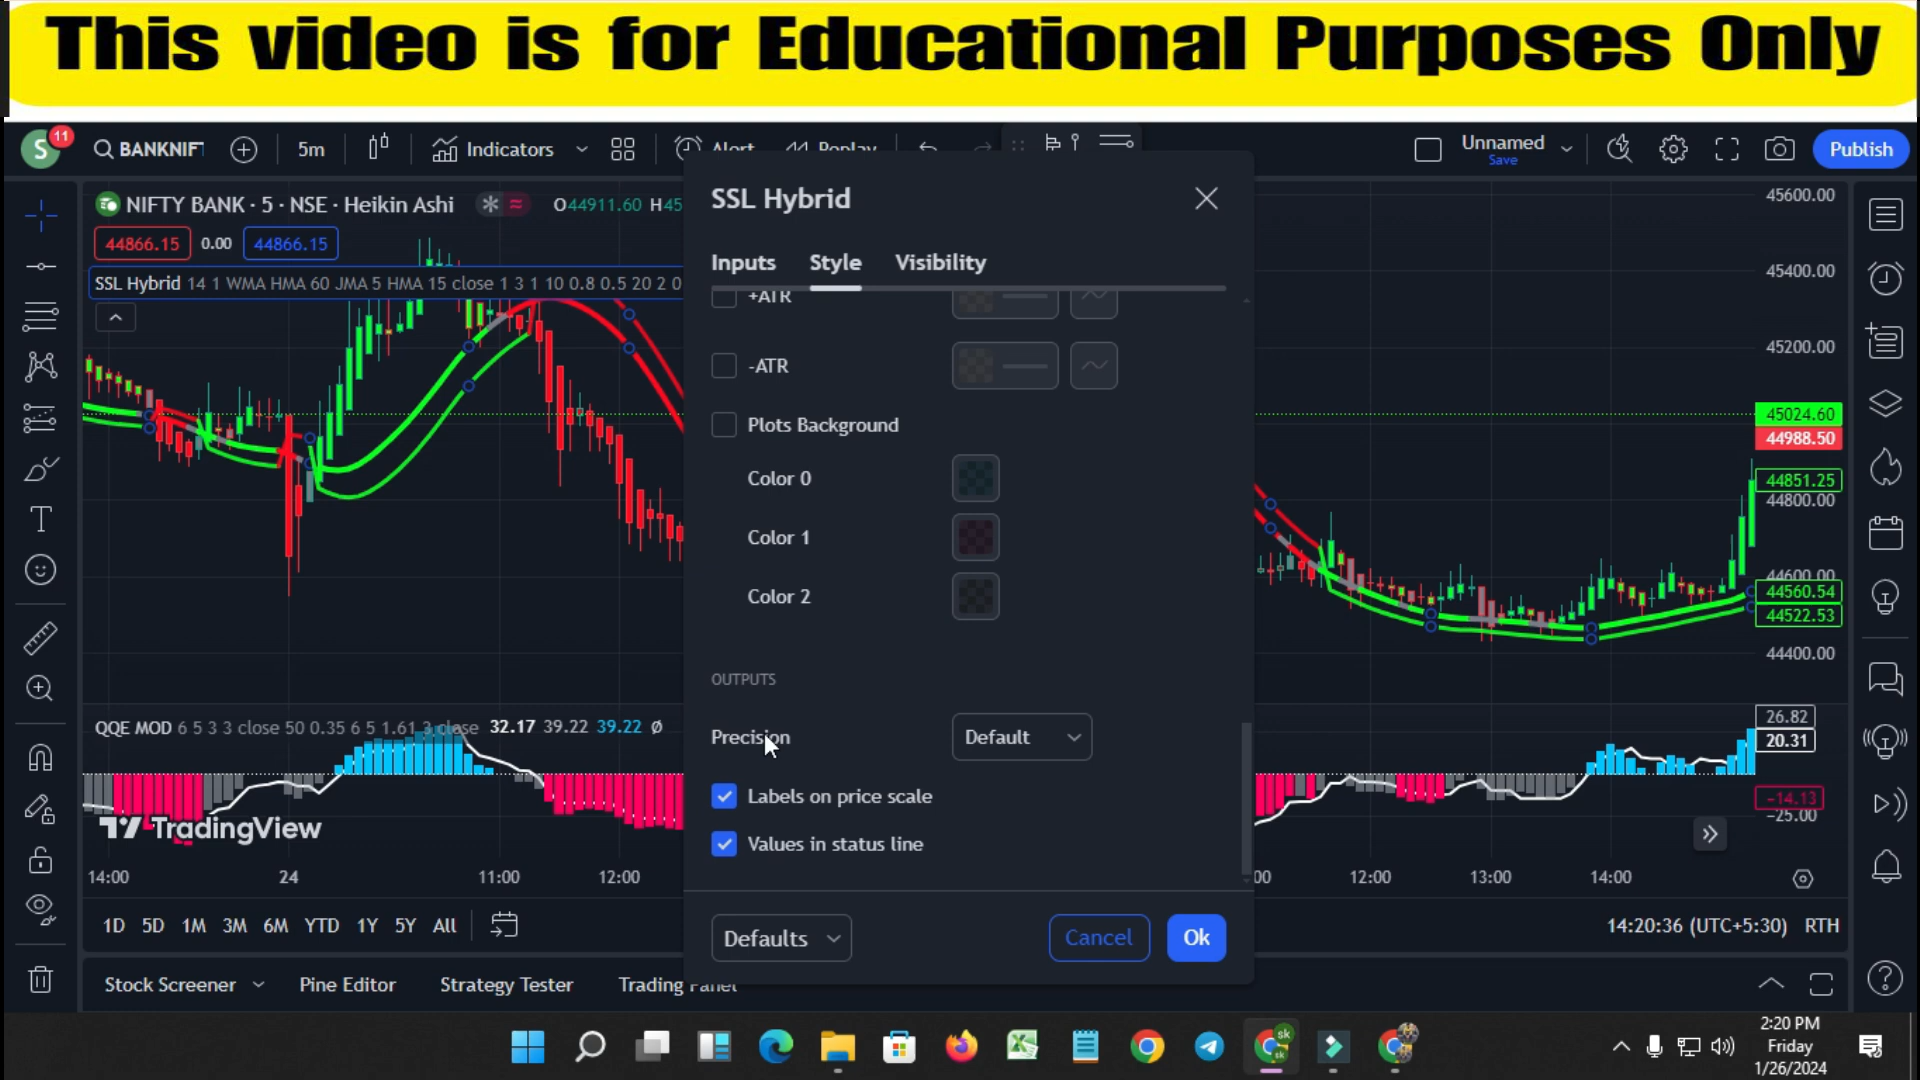 This video is for Educational Purposes Only
S
11
BANKNIFT
5m
Indicators
Alert
Replay
Unnamed
Save
Publish
NIFTY BANK · 5 · NSE · Heikin Ashi
O44911.60 H45
44866.15
0.00
44866.15
SSL Hybrid 14 1 WMA HMA 60 JMA 5 HMA 15 close 1 3 1 10 0.8 0.5 20 2 0
SSL Hybrid
Inputs
Style
Visibility
+ATR
-ATR
Plots Background
Color 0
Color 1
Color 2
OUTPUTS
Precision
Default
Labels on price scale
Values in status line
Defaults
Cancel
Ok
45600.00
45400.00
45200.00
45024.60
44988.50
44851.25
44800.00
44600.00
44560.54
44522.53
44400.00
QQE MOD 6 5 3 3 close 50 0.35 6 5 1.61 3 close 32.17 39.22 39.22 Ø
26.82
20.31
−14.13
−25.00
TradingView
14:00
24
11:00
12:00
00
12:00
13:00
14:00
1D 5D 1M 3M 6M YTD 1Y 5Y All
14:20:36 (UTC+5:30) RTH
Stock Screener
Pine Editor
Strategy Tester
Trading Panel
2:20 PM
Friday
1/26/2024